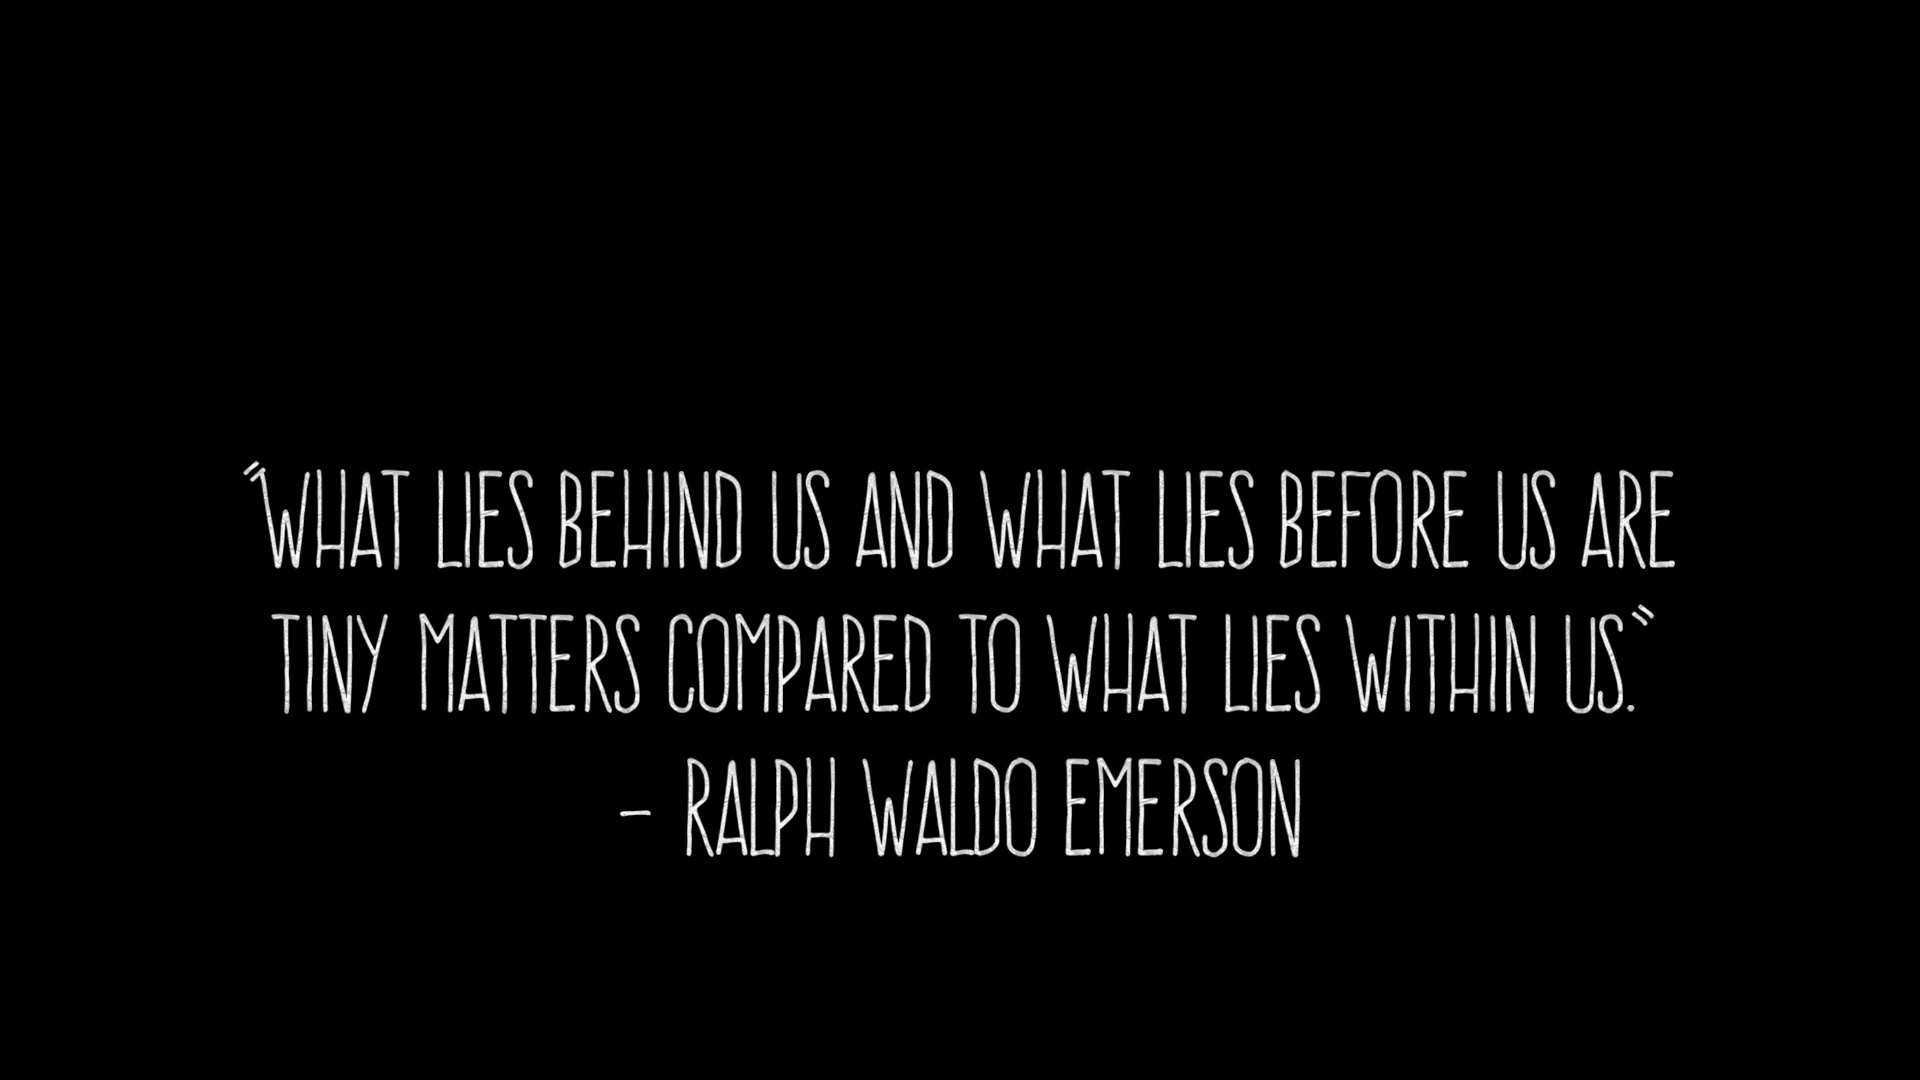 "WHAT LIES BEHIND US AND WHAT LIES BEFORE US ARE
TINY MATTERS COMPARED TO WHAT LIES WITHIN US."
- RALPH WALDO EMERSON